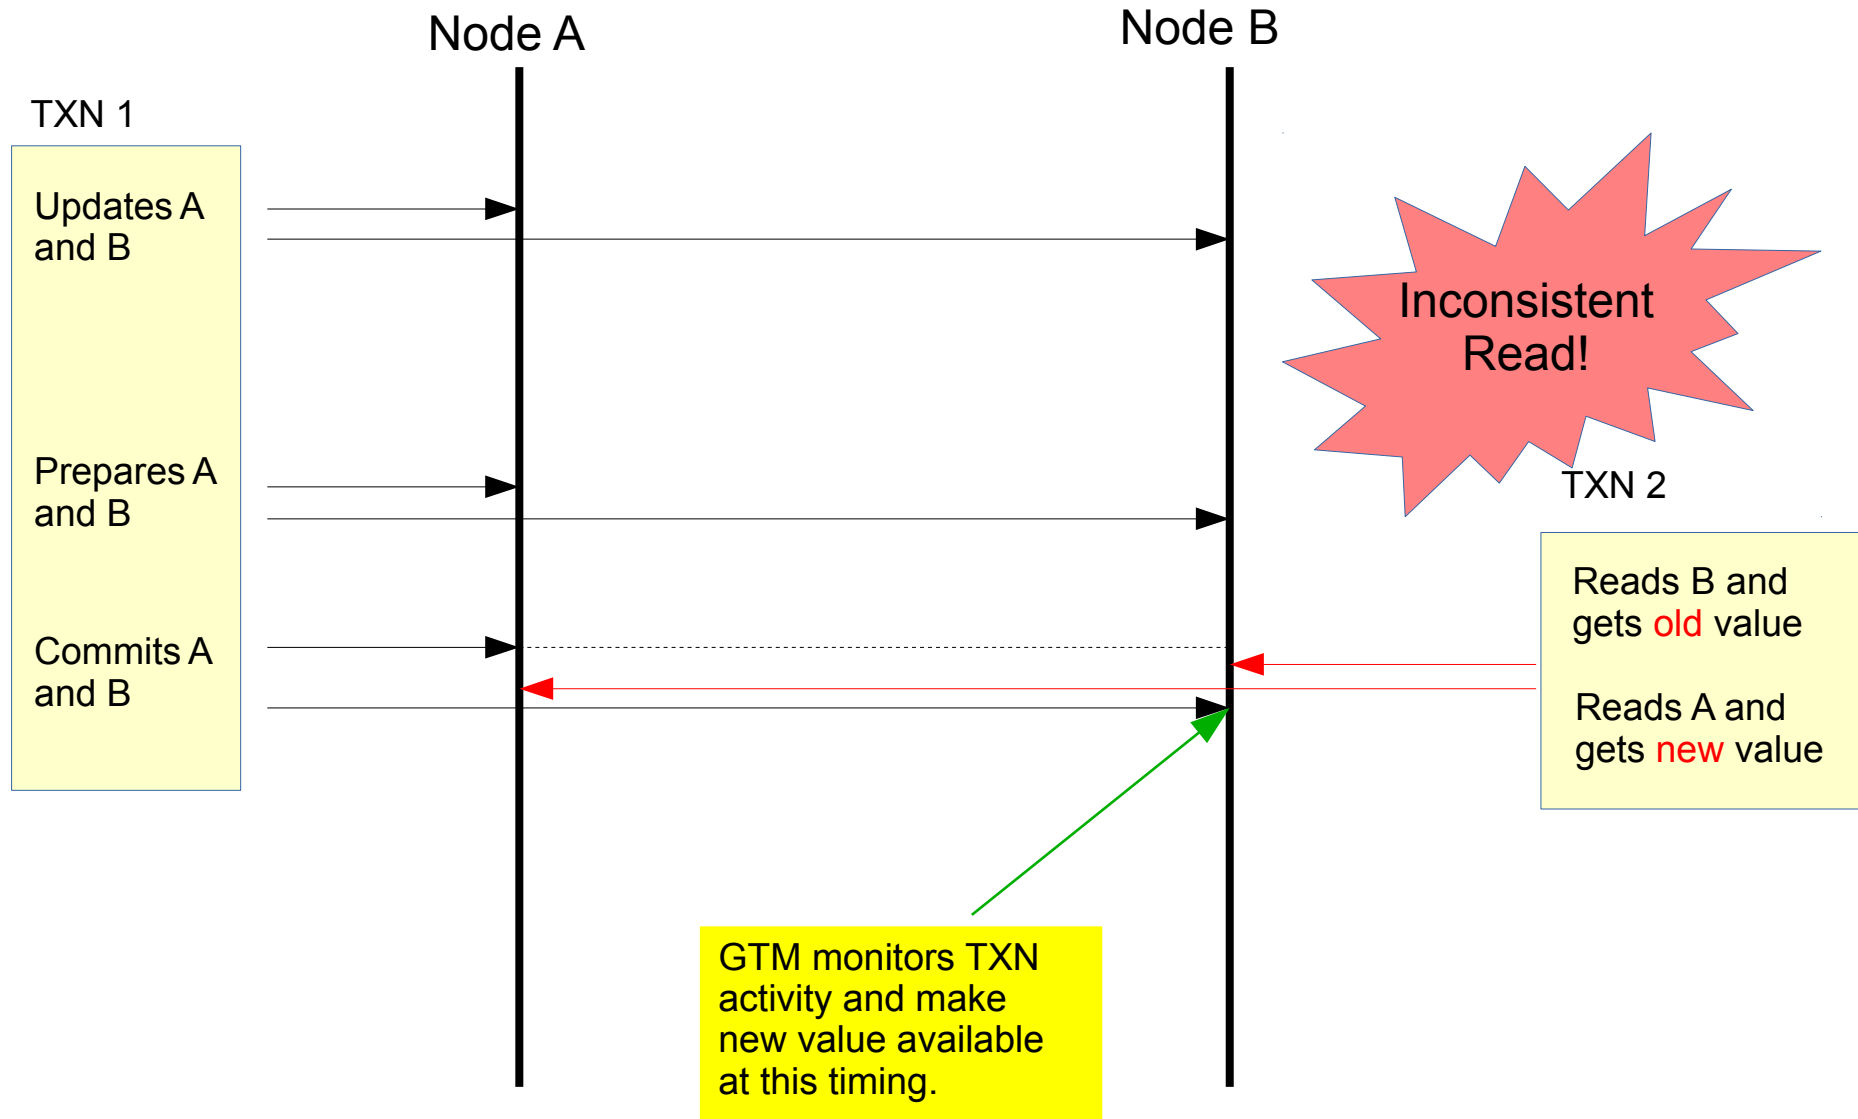 Node A
Node B
TXN 1
Updates A
and B
Inconsistent
Read!
Prepares A
and B
TXN 2
Reads B and
gets old value
Commits A
and B
Reads A and
gets new value
GTM monitors TXN
activity and make
new value available
at this timing.